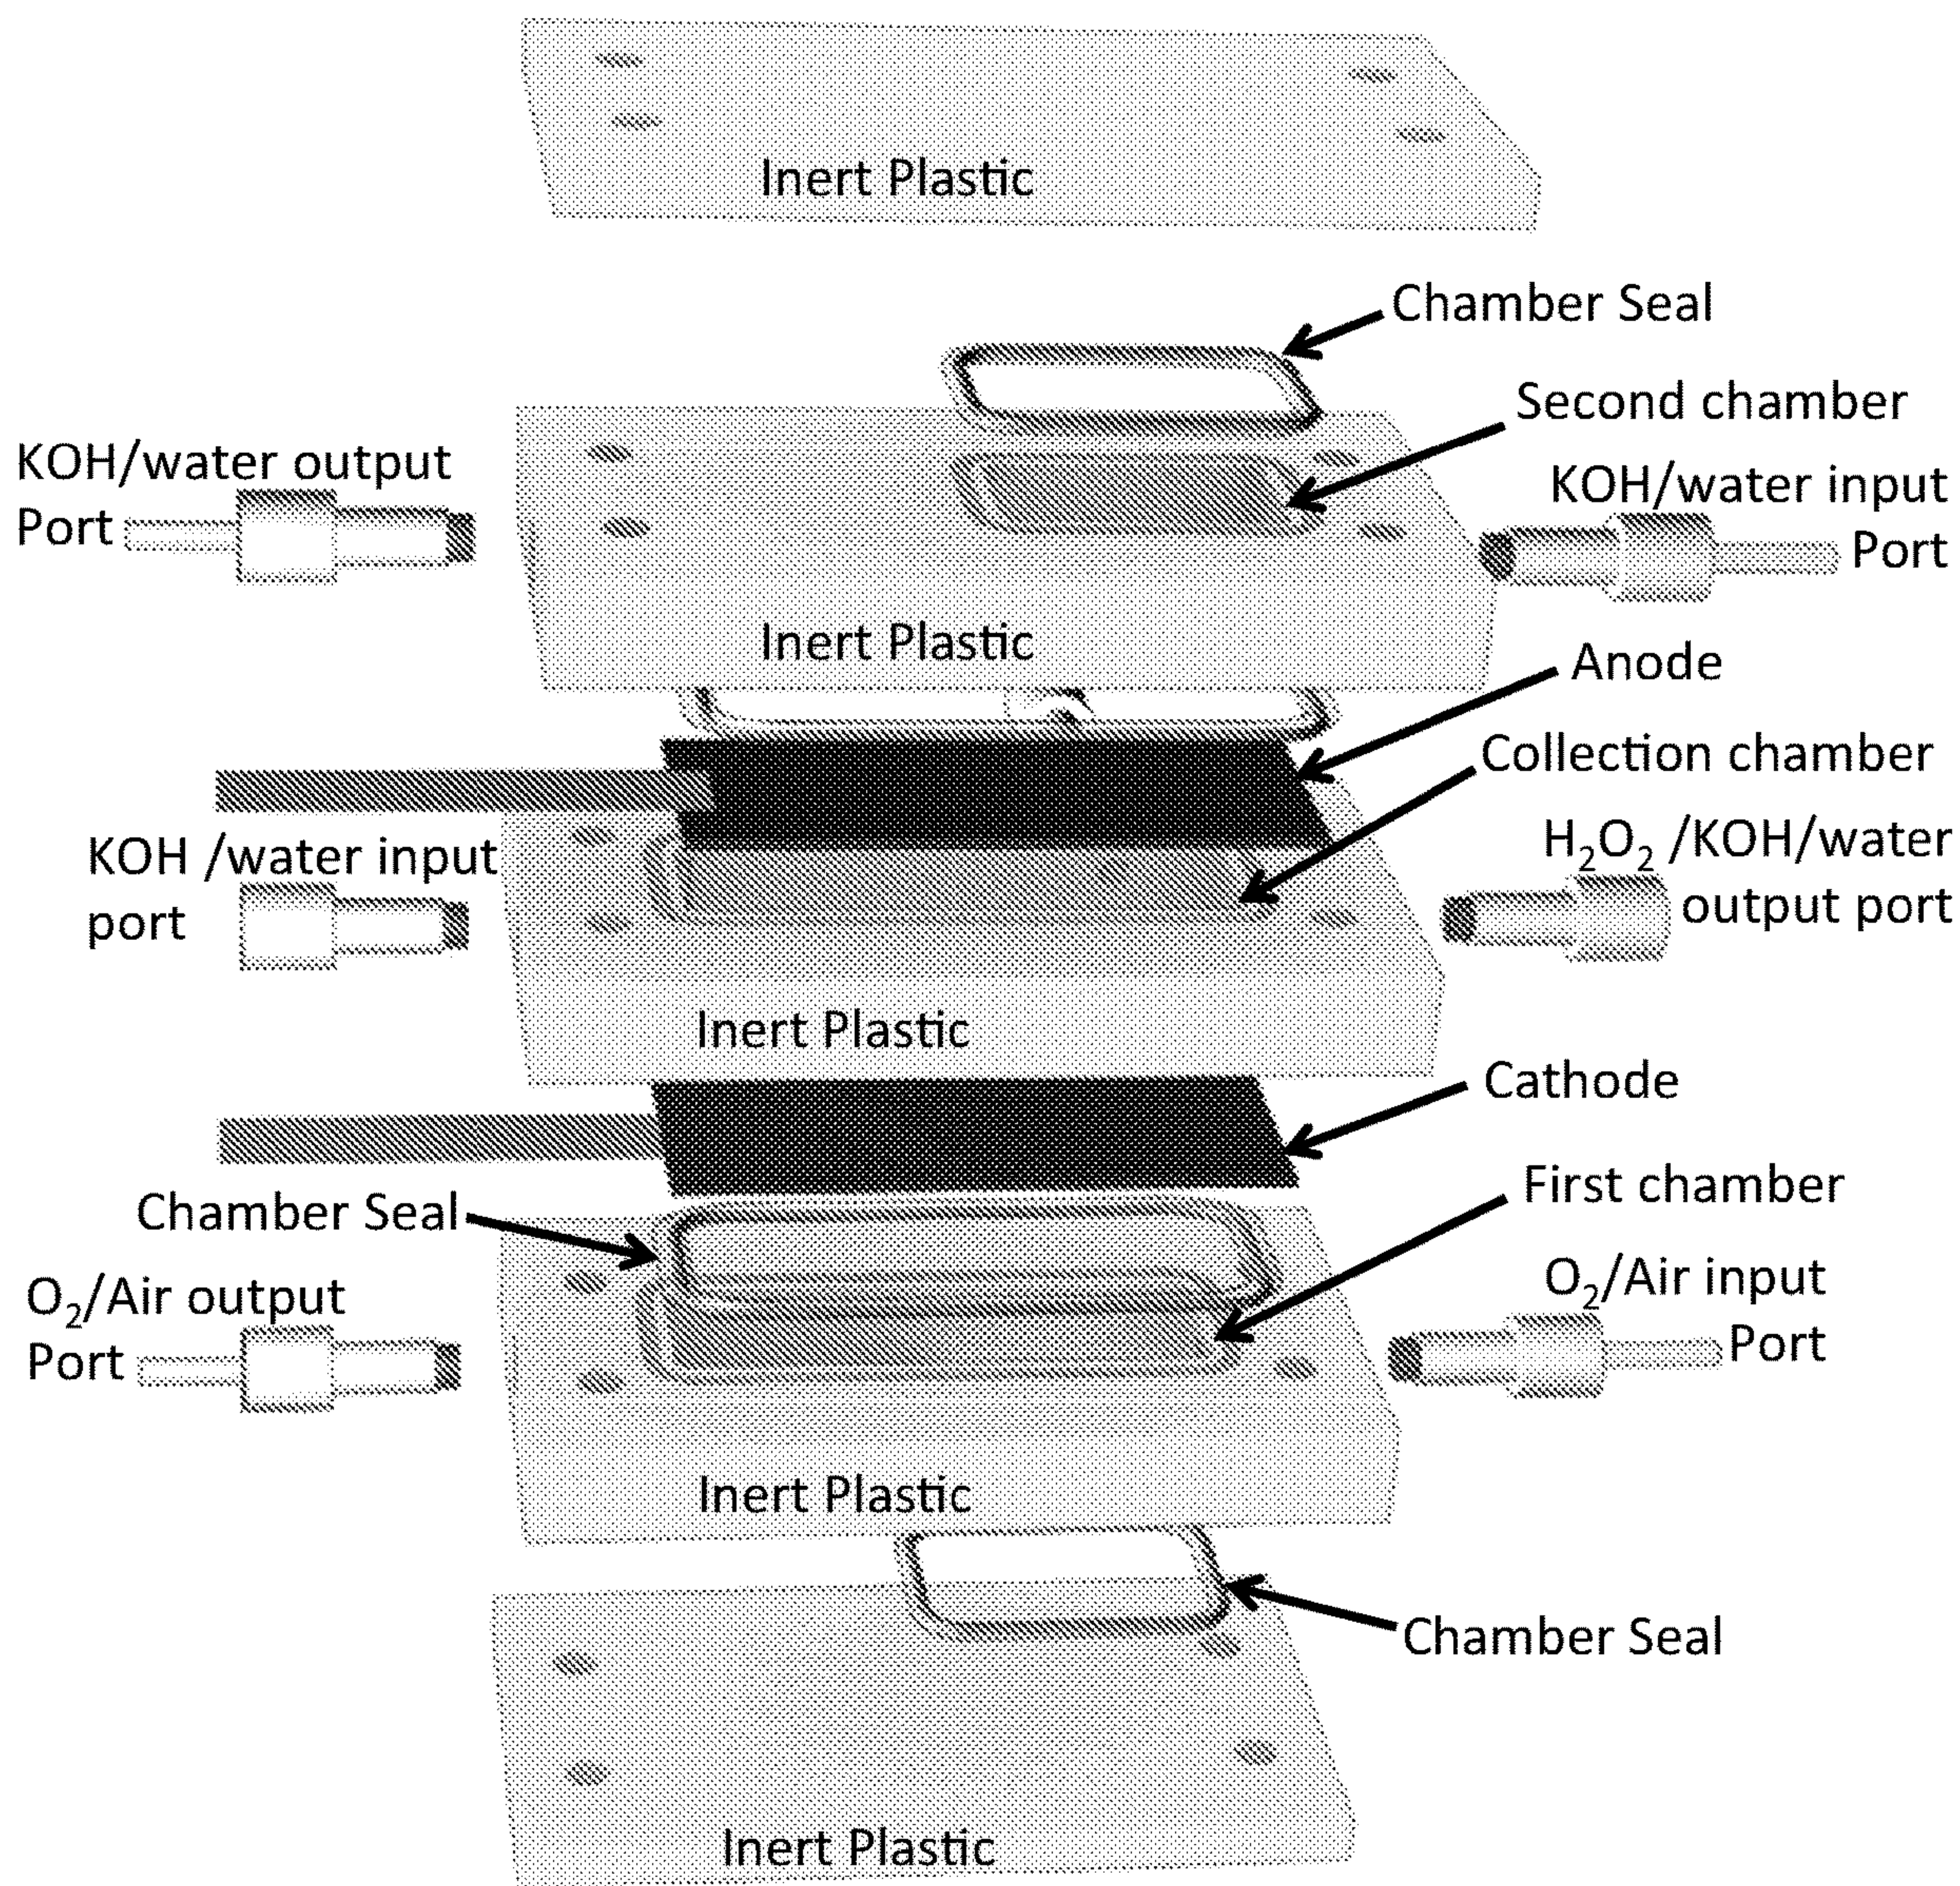 Inert Plastic
Chamber Seal
Second chamber
KOH/water output
Port
KOH/water input
Port
Inert Plastic
Anode
Collection chamber
KOH /water input
port
H₂O₂ /KOH/water
output port
Inert Plastic
Cathode
First chamber
Chamber Seal
O₂/Air output
Port
O₂/Air input
Port
Inert Plastic
Chamber Seal
Inert Plastic